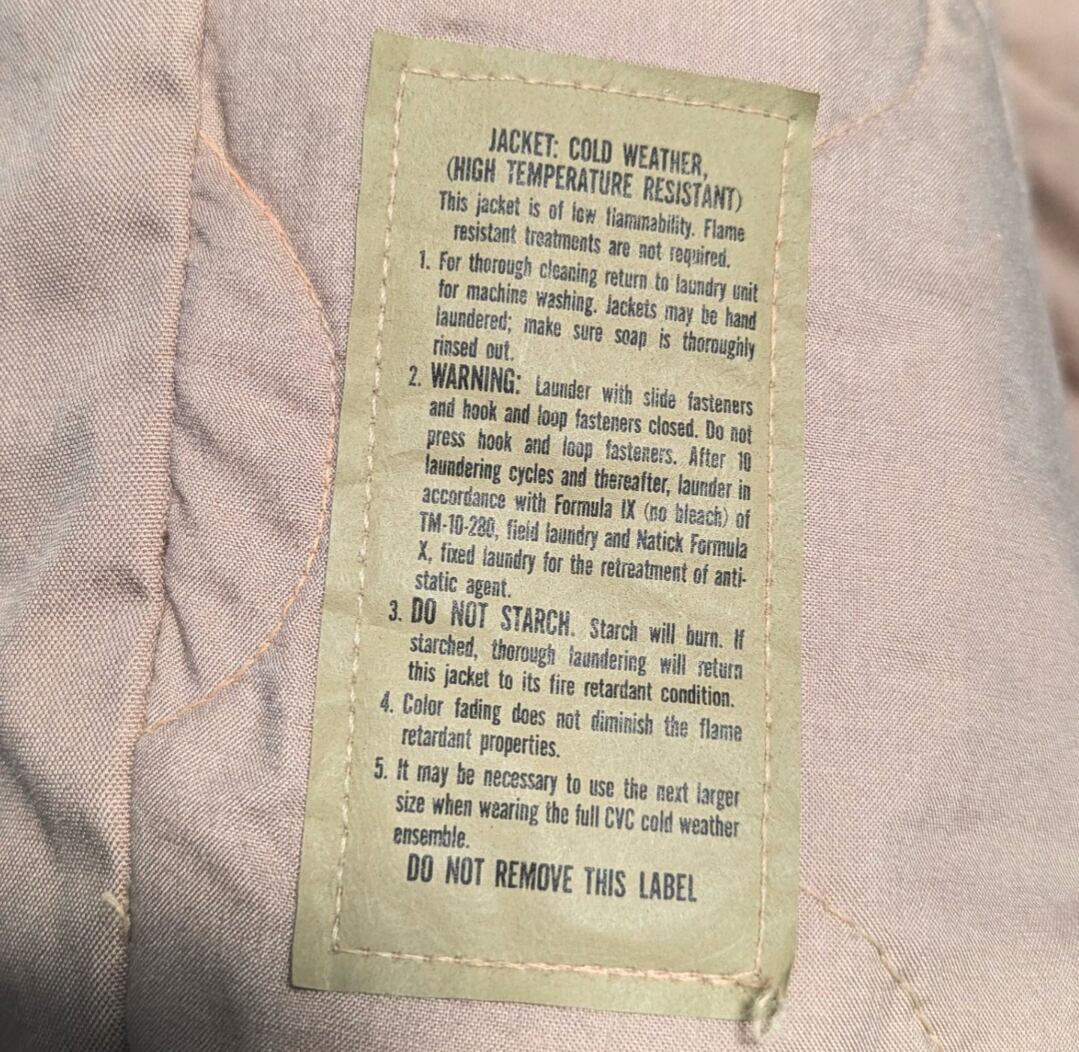 JACKET: COLD WEATHER,
(HIGH TEMPERATURE RESISTANT)
This jacket is of low flammability. Flame
resistant treatments are not required.
1. For thorough cleaning return to laundry unit
for machine washing. Jackets may be hand
laundered; make sure soap is thoroughly
rinsed out.
2. WARNING: Launder with slide fasteners
and hook and loop fasteners closed. Do not
press hook and loop fasteners. After 10
laundering cycles and thereafter, launder in
accordance with Formula IX (no bleach) of
TM-10-280, field laundry and Natick Formula
X, fixed laundry for the retreatment of anti-
static agent.
3. DO NOT STARCH. Starch will burn. If
starched, thorough laundering will return
this jacket to its fire retardant condition.
4. Color fading does not diminish the flame
retardant properties.
5. It may be necessary to use the next larger
size when wearing the full CVC cold weather
ensemble.
DO NOT REMOVE THIS LABEL